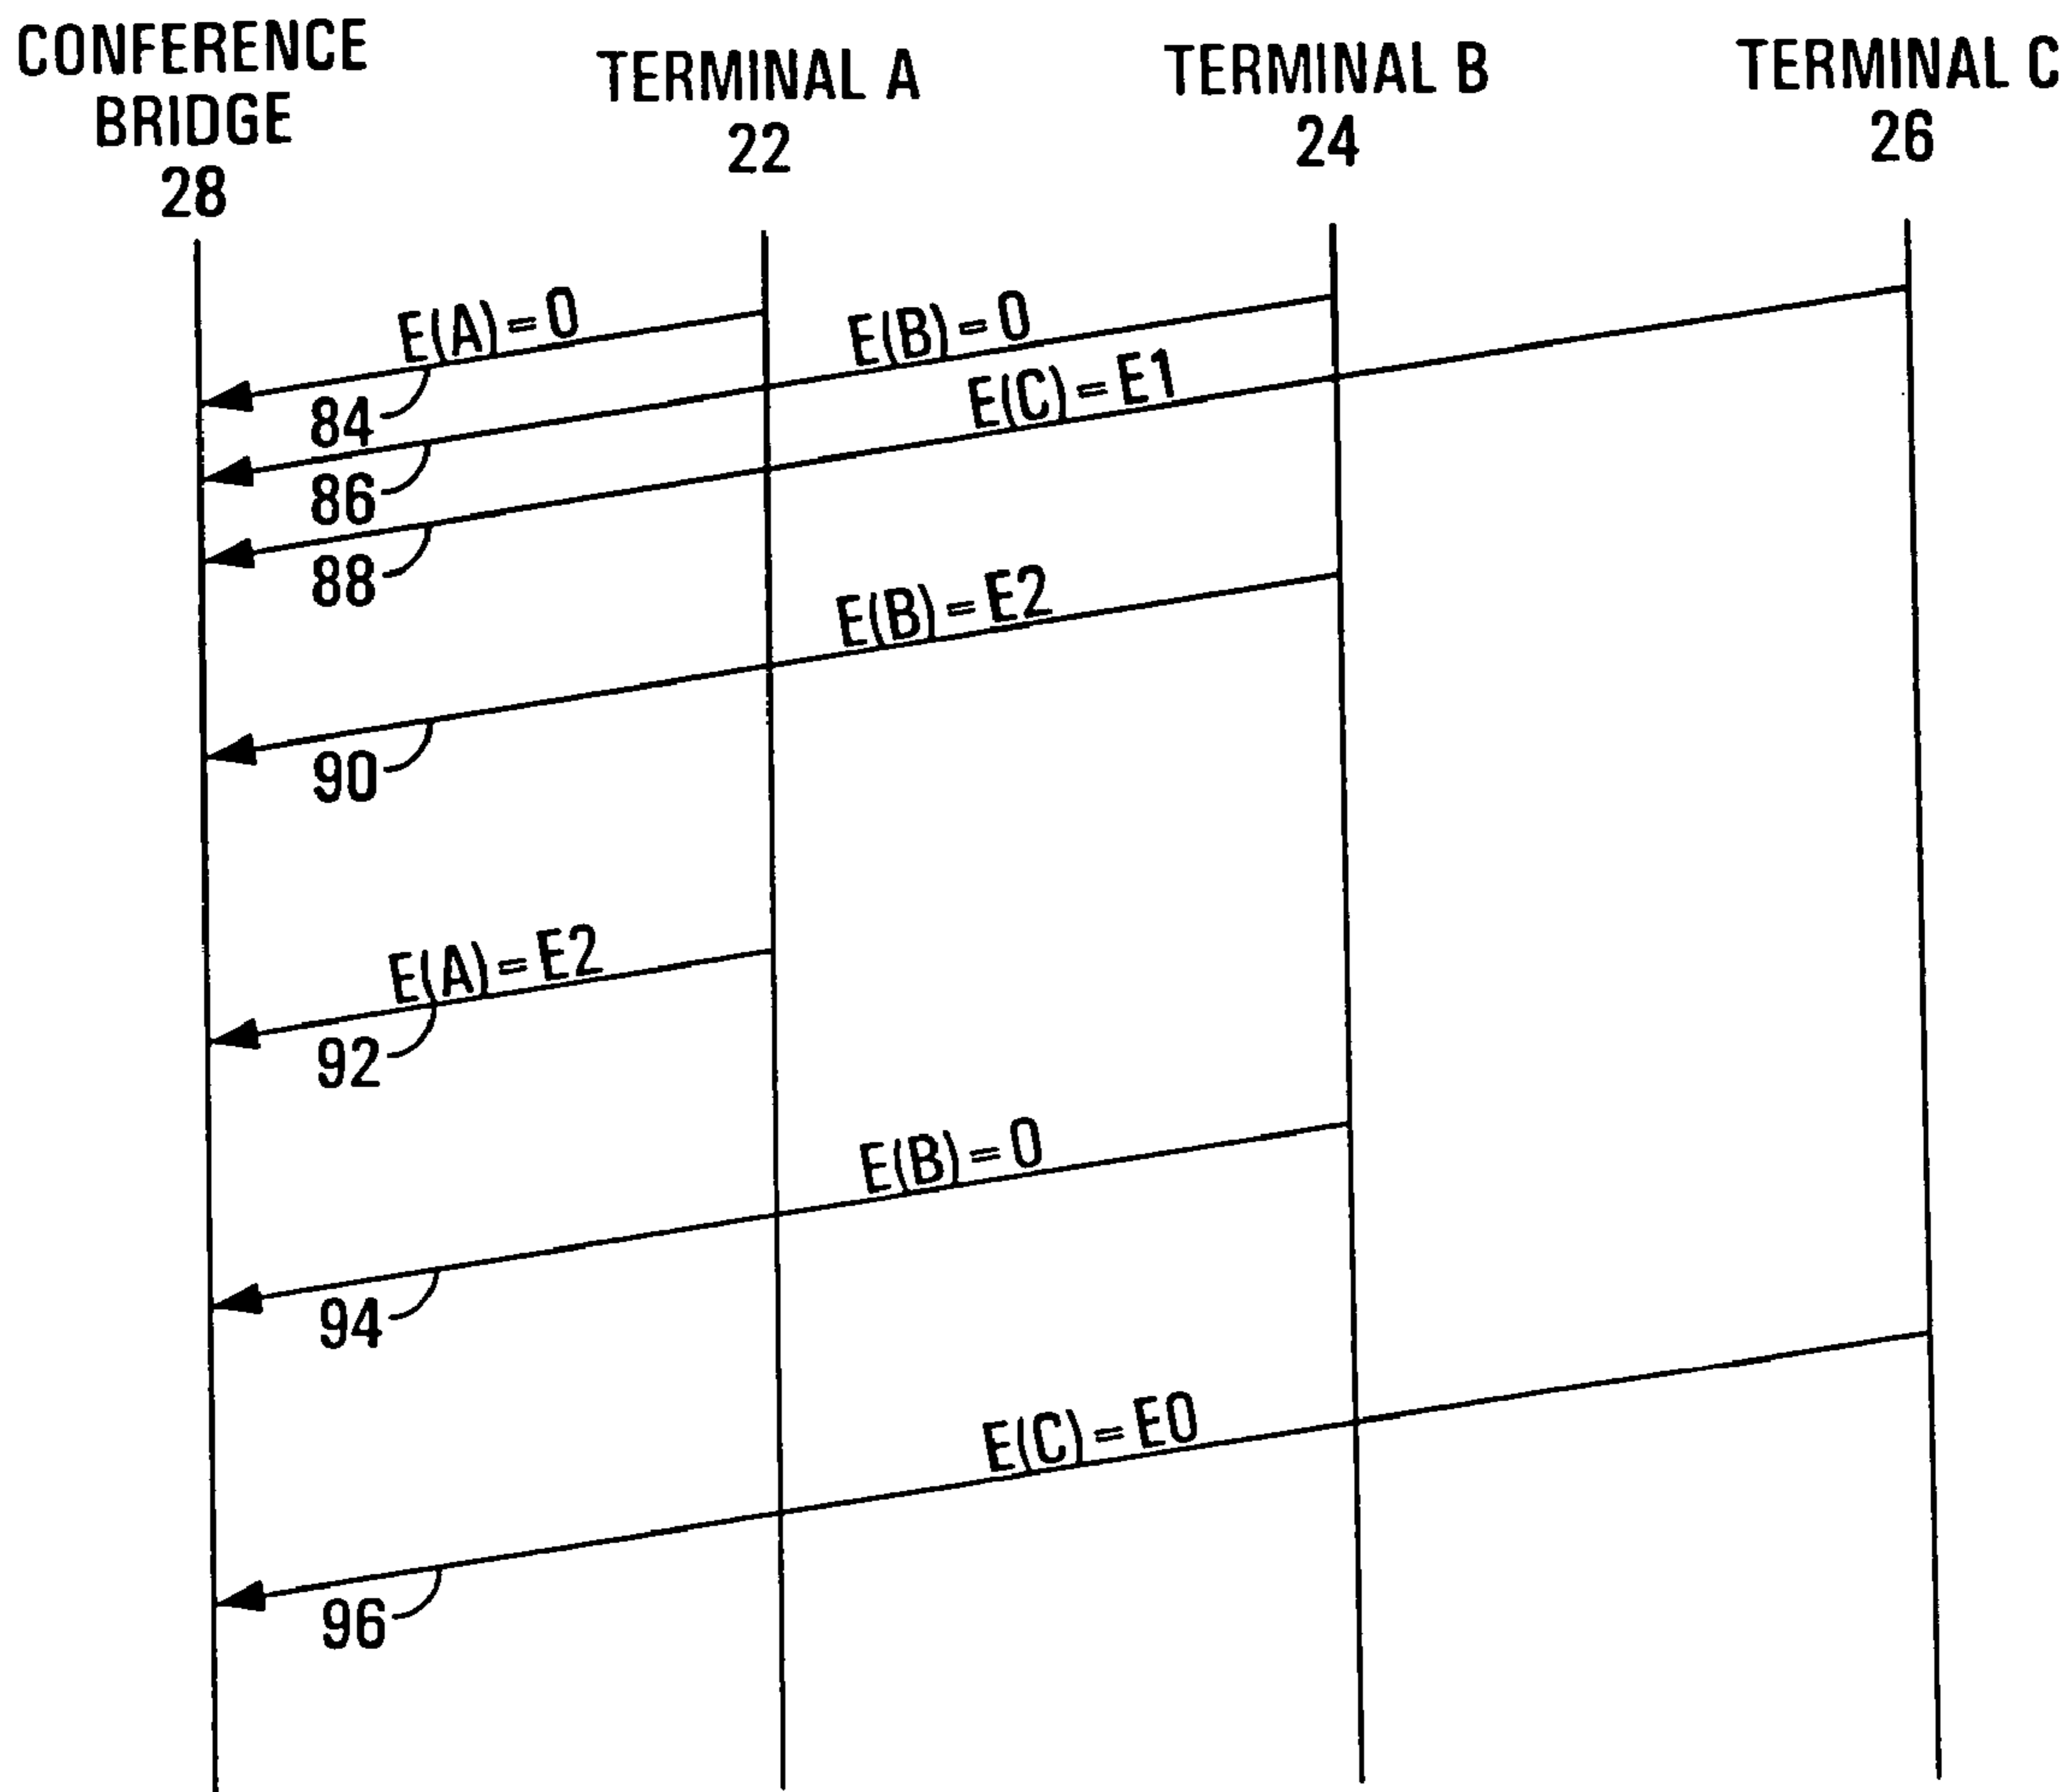 CONFERENCE
BRIDGE
28
TERMINAL A
22
TERMINAL B
24
TERMINAL C
26
E(A)=0
84
E(B)=0
86
E(C)=E1
88
E(B)=E2
90
E(A)=E2
92
E(B)=0
94
E(C)=E0
96